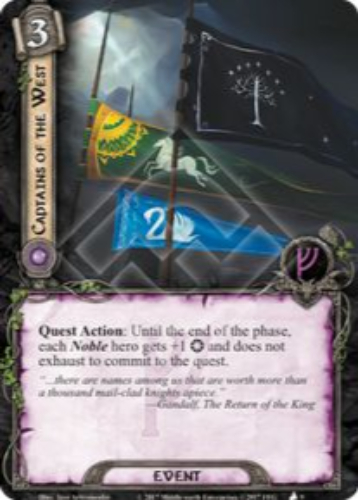 3
CAPTAINS OF THE WEST
Quest Action: Until the end of the phase,
each Noble hero gets +1 and does not
exhaust to commit to the quest.
"...there are names among us that are worth more than
a thousand mail-clad knights apiece."
—Gandalf, The Return of the King
EVENT